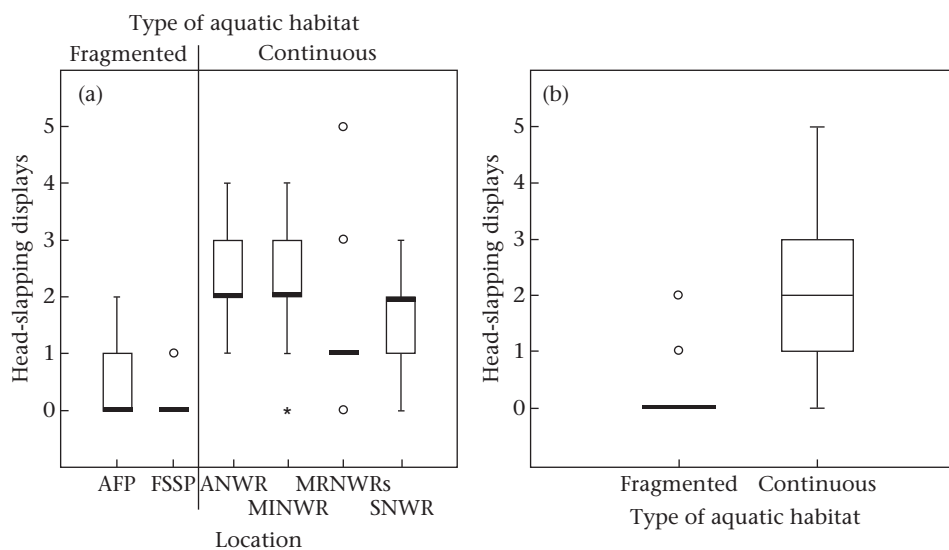 Type of aquatic habitat
Fragmented Continuous
(a)
Head-slapping displays
5
4
3
2
1
0
*
AFP FSSP ANWR MRNWRs
MINWR SNWR
Location
(b)
Head-slapping displays
5
4
3
2
1
0
Fragmented Continuous
Type of aquatic habitat